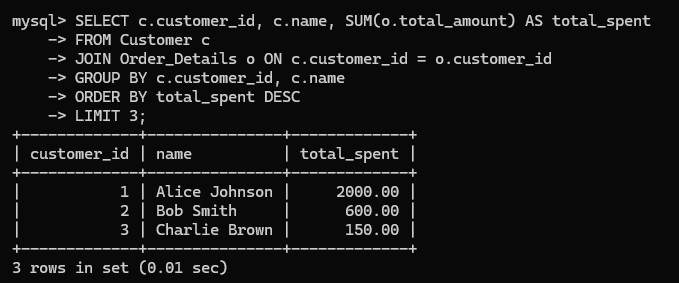 mysql> SELECT c.customer_id, c.name, SUM(o.total_amount) AS total_spent
    -> FROM Customer c
    -> JOIN Order_Details o ON c.customer_id = o.customer_id
    -> GROUP BY c.customer_id, c.name
    -> ORDER BY total_spent DESC
    -> LIMIT 3;
+-------------+---------------+-------------+
| customer_id | name          | total_spent |
+-------------+---------------+-------------+
|           1 | Alice Johnson |     2000.00 |
|           2 | Bob Smith     |      600.00 |
|           3 | Charlie Brown |      150.00 |
+-------------+---------------+-------------+
3 rows in set (0.01 sec)